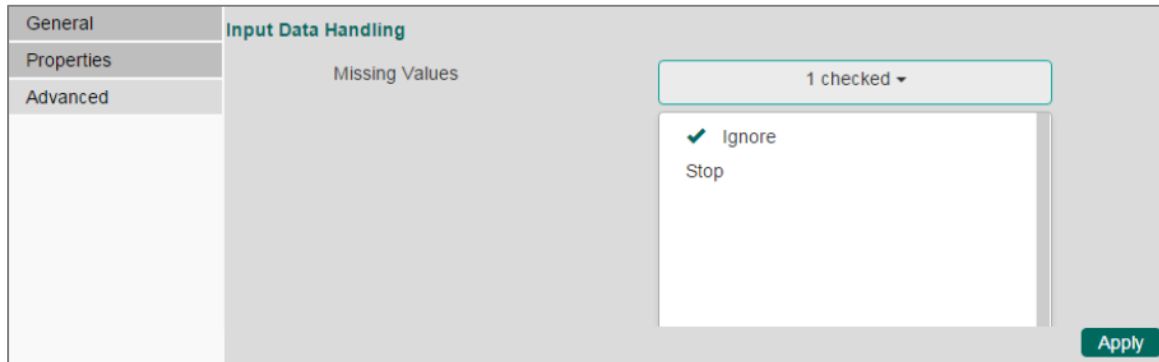 General
Properties
Advanced
Input Data Handling
Missing Values
1 checked
Ignore
Stop
Apply